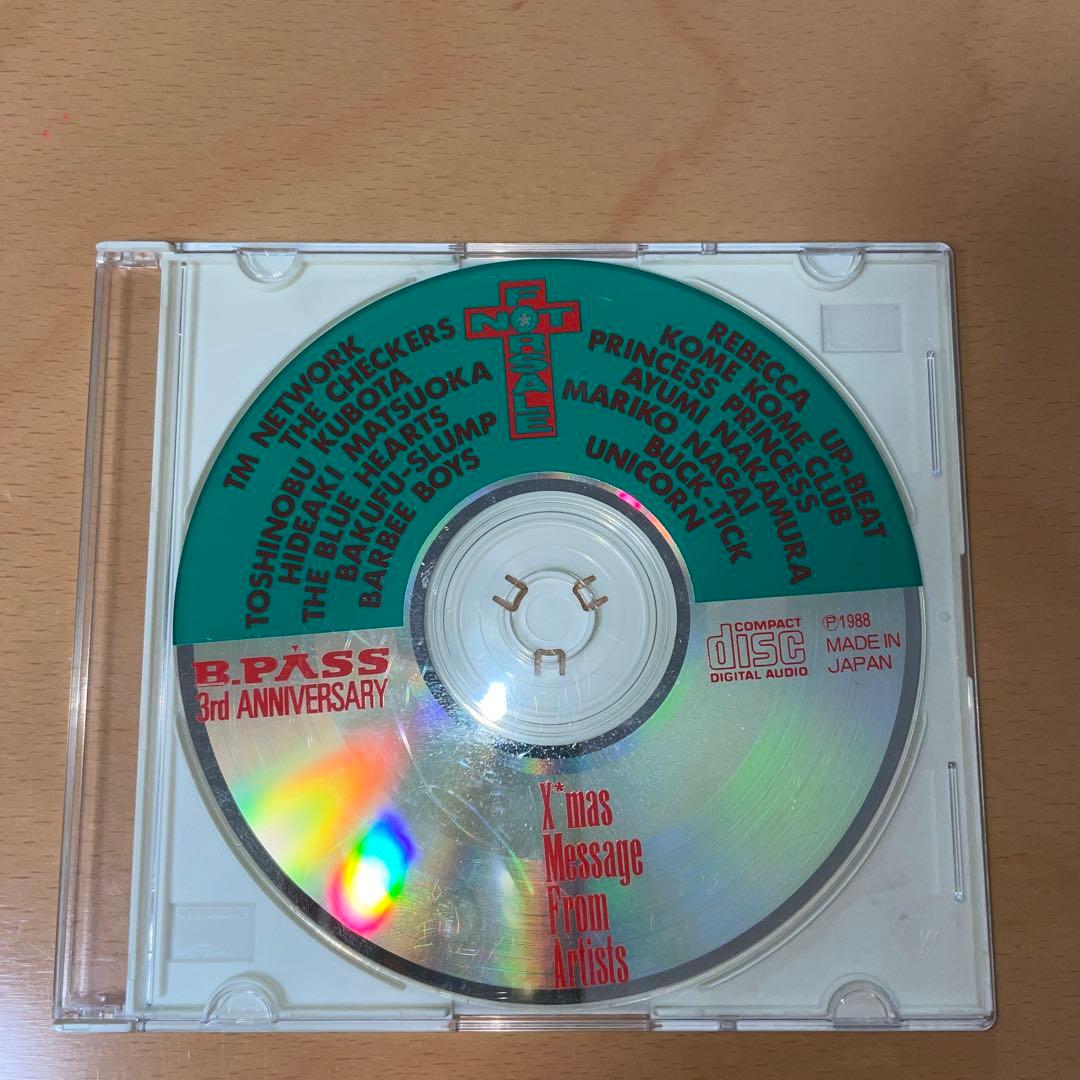 NOT
FOR SALE
TM NETWORK
THE CHECKERS
TOSHINOBU KUBOTA
HIDEAKI MATSUOKA
THE BLUE HEARTS
BAKUFU-SLUMP
BARBEE BOYS
REBECCA UP-BEAT
KOME KOME CLUB
PRINCESS PRINCESS
AYUMI NAKAMURA
MARIKO NAGAI
BUCK-TICK
UNICORN
B.PASS
3rd ANNIVERSARY
COMPACT
disc
DIGITAL AUDIO
Ⓟ1988
MADE IN
JAPAN
X*mas
Message
From
Artists